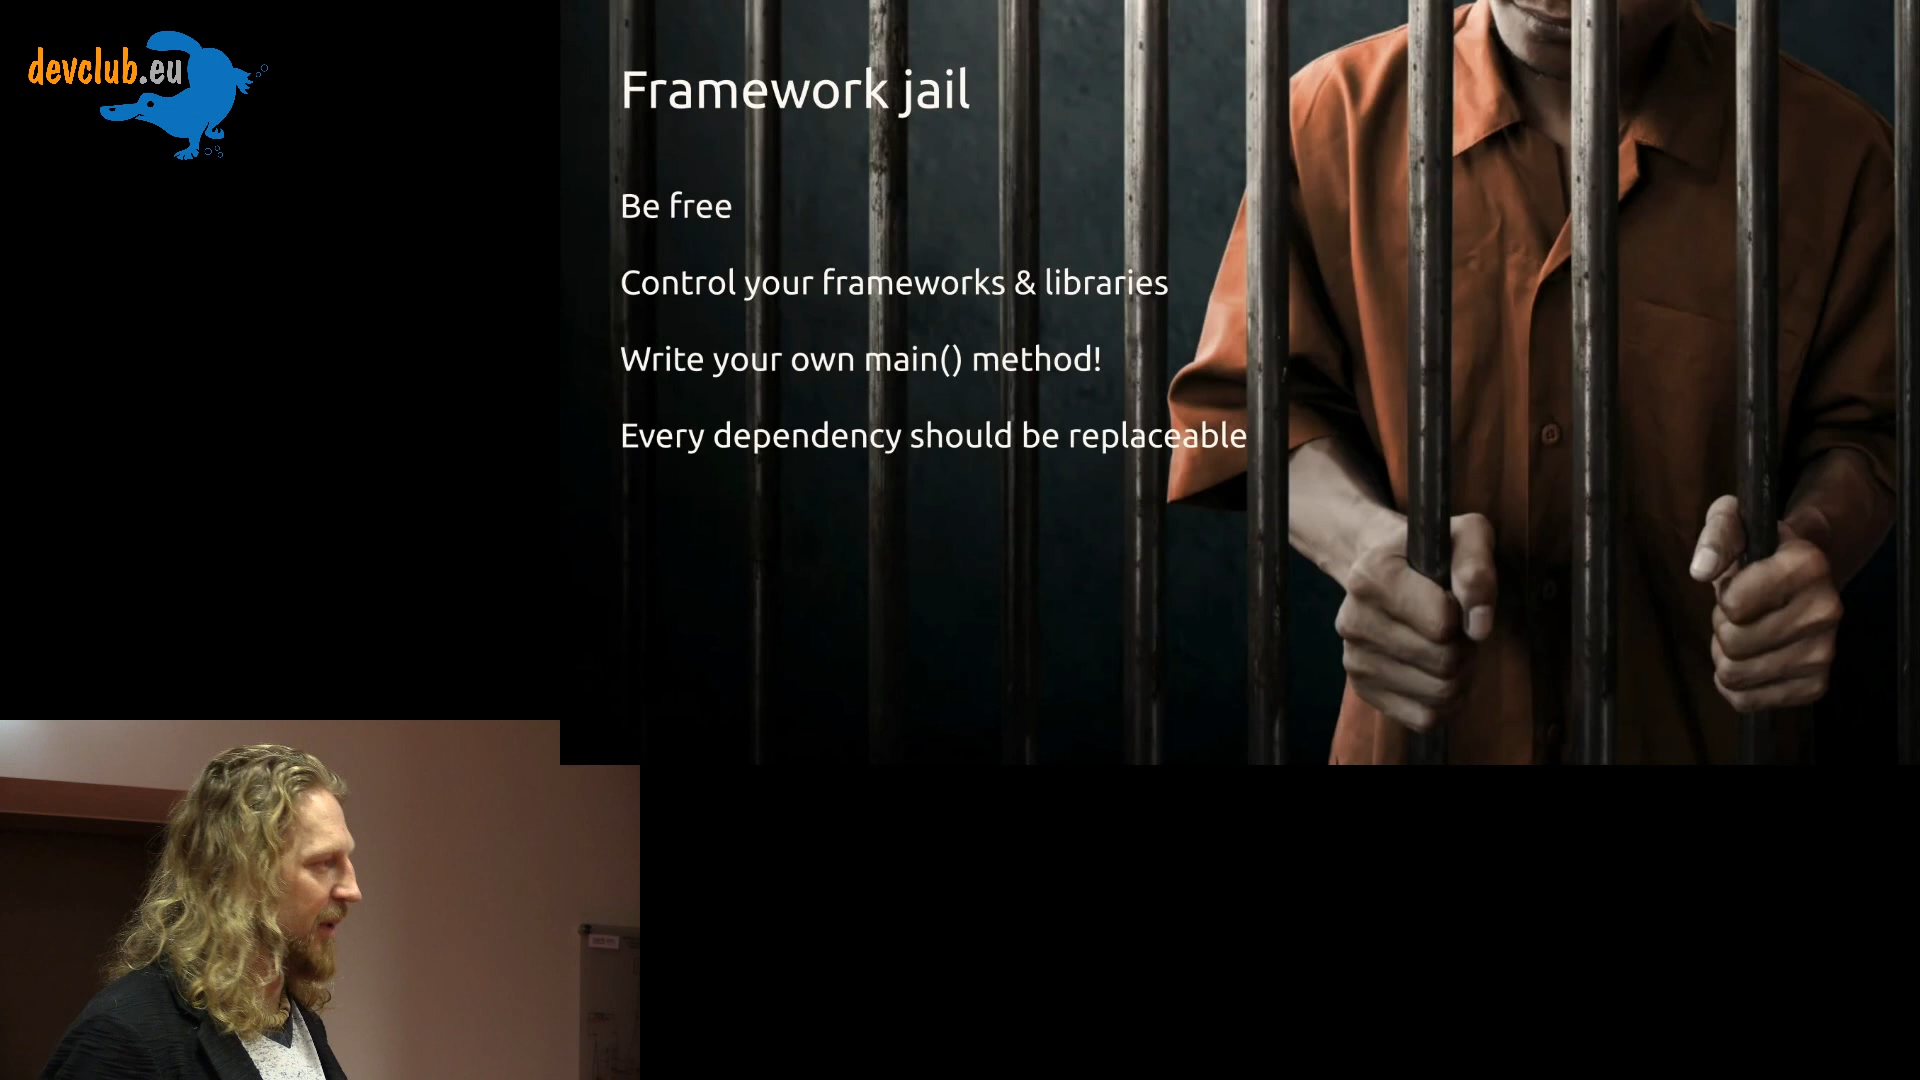 devclub.eu
Framework jail
Be free
Control your frameworks & libraries
Write your own main() method!
Every dependency should be replaceable